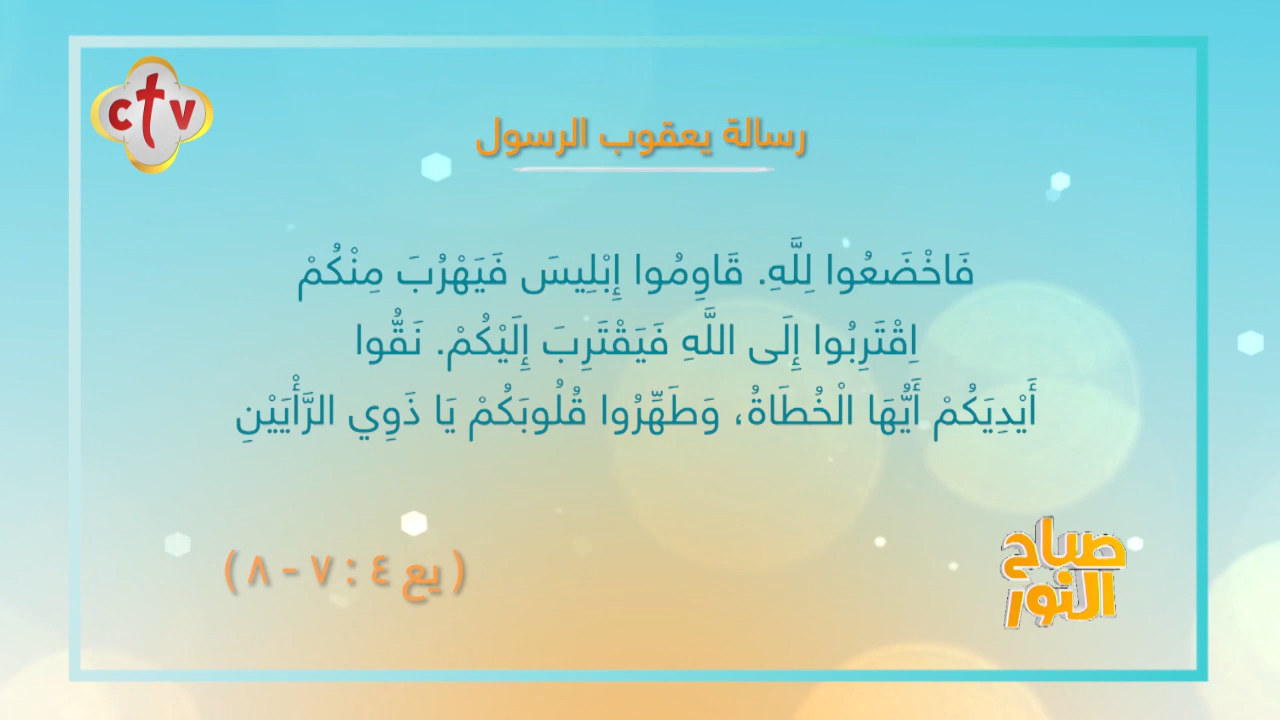 ctv
رسالة يعقوب الرسول
فَاخْضَعُوا لِلَّهِ. قَاوِمُوا إِبْلِيسَ فَيَهْرُبَ مِنْكُمْ
اِقْتَرِبُوا إِلَى اللَّهِ فَيَقْتَرِبَ إِلَيْكُمْ. نَقُّوا
أَيْدِيَكُمْ أَيُّهَا الْخُطَاةُ، وَطَهِّرُوا قُلُوبَكُمْ يَا ذَوِي الرَّأْيَيْنِ
(يع ٤ : ٧ - ٨)
صباح
النور